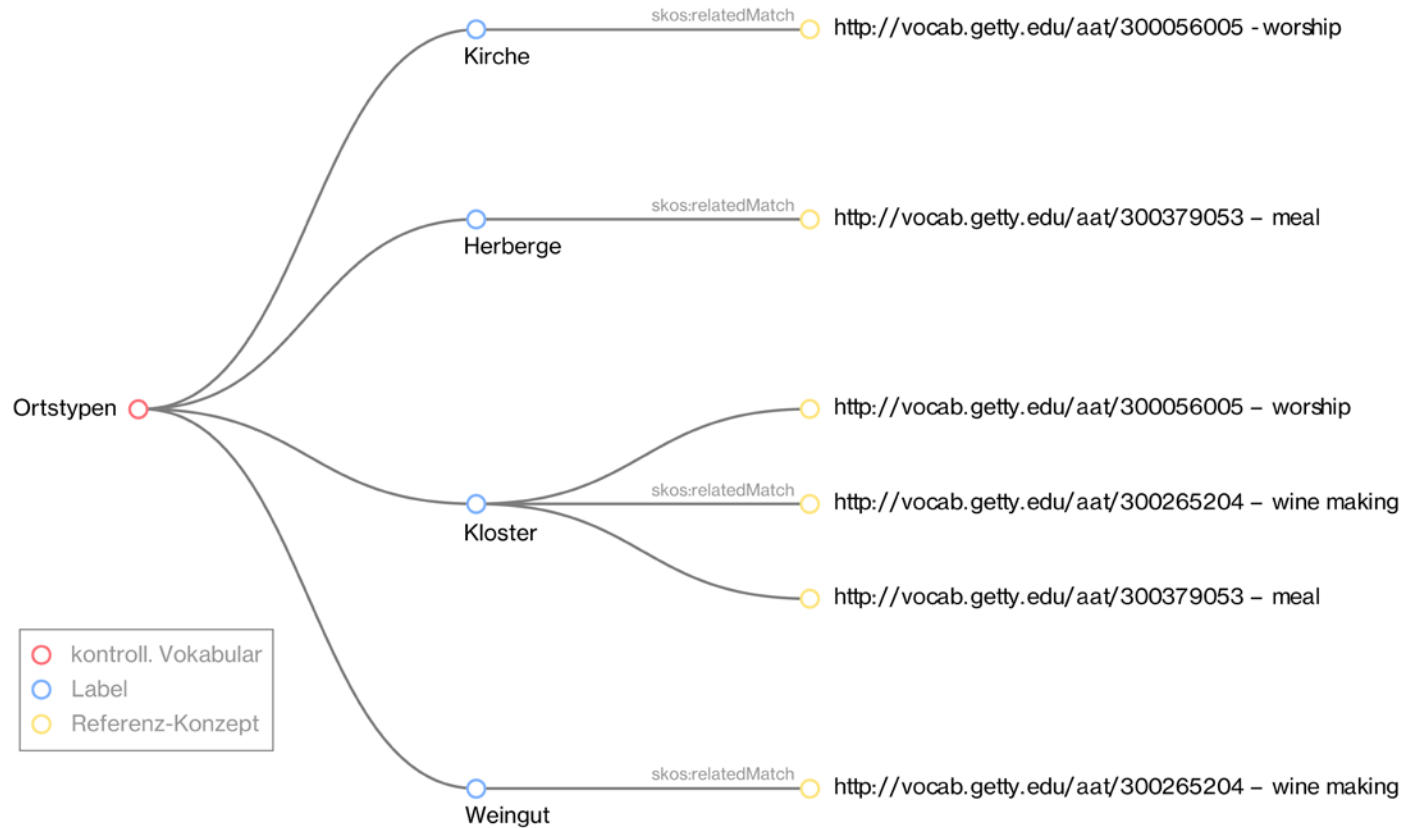 skos:relatedMatch
http://vocab.getty.edu/aat/300056005 - worship
Kirche
skos:relatedMatch
http://vocab.getty.edu/aat/300379053 – meal
Herberge
Ortstypen
http://vocab.getty.edu/aat/300056005 – worship
skos:relatedMatch
http://vocab.getty.edu/aat/300265204 – wine making
Kloster
http://vocab.getty.edu/aat/300379053 – meal
kontroll. Vokabular
Label
Referenz-Konzept
skos:relatedMatch
http://vocab.getty.edu/aat/300265204 – wine making
Weingut